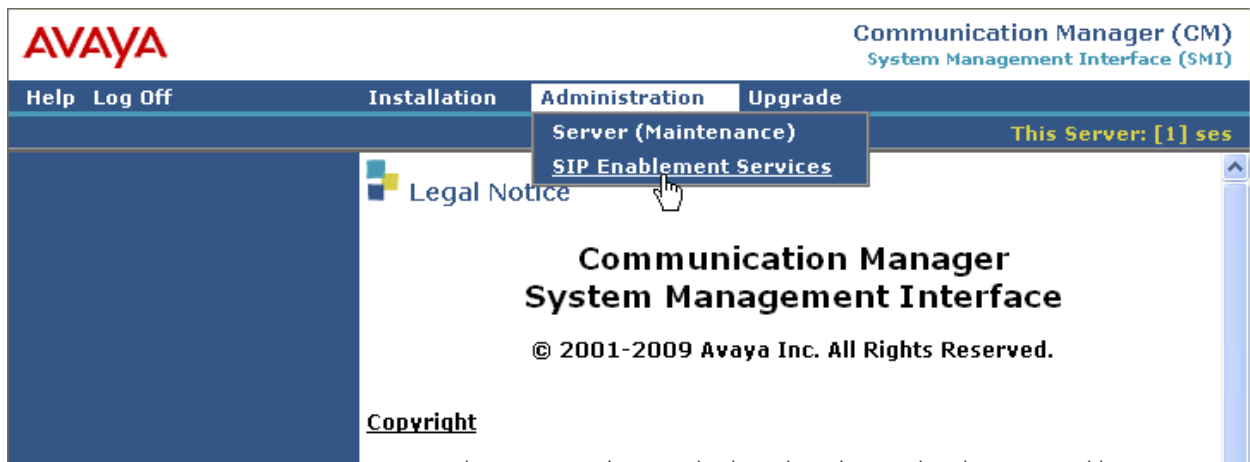 AVAYA
Communication Manager (CM)
System Management Interface (SMI)
Help Log Off Installation Administration Upgrade
Server (Maintenance)
This Server: [1] ses
SIP Enablement Services
Legal Notice
Communication Manager
System Management Interface
© 2001-2009 Avaya Inc. All Rights Reserved.
Copyright